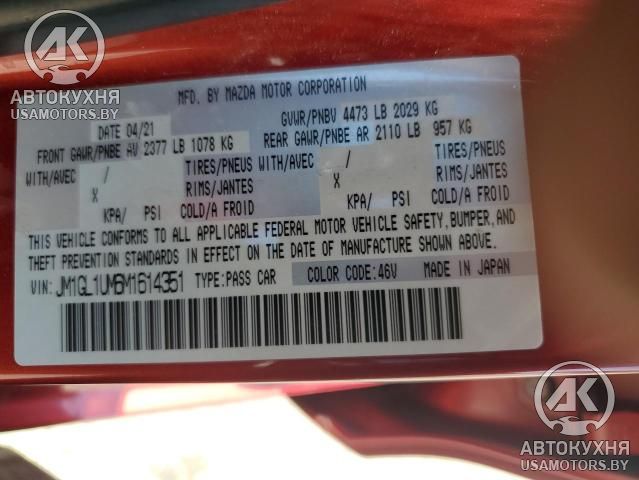 АК
АВТОКУХНЯ
USAMOTORS.BY
MFD. BY MAZDA MOTOR CORPORATION
DATE 04/21
GVWR/PNBV 4473 LB 2029 KG
FRONT GAWR/PNBE AV 2377 LB 1078 KG
REAR GAWR/PNBE AR 2110 LB 957 KG
WITH/AVEC / TIRES/PNEUS WITH/AVEC / TIRES/PNEUS
X RIMS/JANTES X RIMS/JANTES
KPA/ PSI COLD/A FROID KPA/ PSI COLD/A FROID
THIS VEHICLE CONFORMS TO ALL APPLICABLE FEDERAL MOTOR VEHICLE SAFETY, BUMPER, AND
THEFT PREVENTION STANDARDS IN EFFECT ON THE DATE OF MANUFACTURE SHOWN ABOVE.
VIN: JM1GL1UM6M1614351 TYPE:PASS CAR COLOR CODE:46V MADE IN JAPAN
АК
АВТОКУХНЯ
USAMOTORS.BY